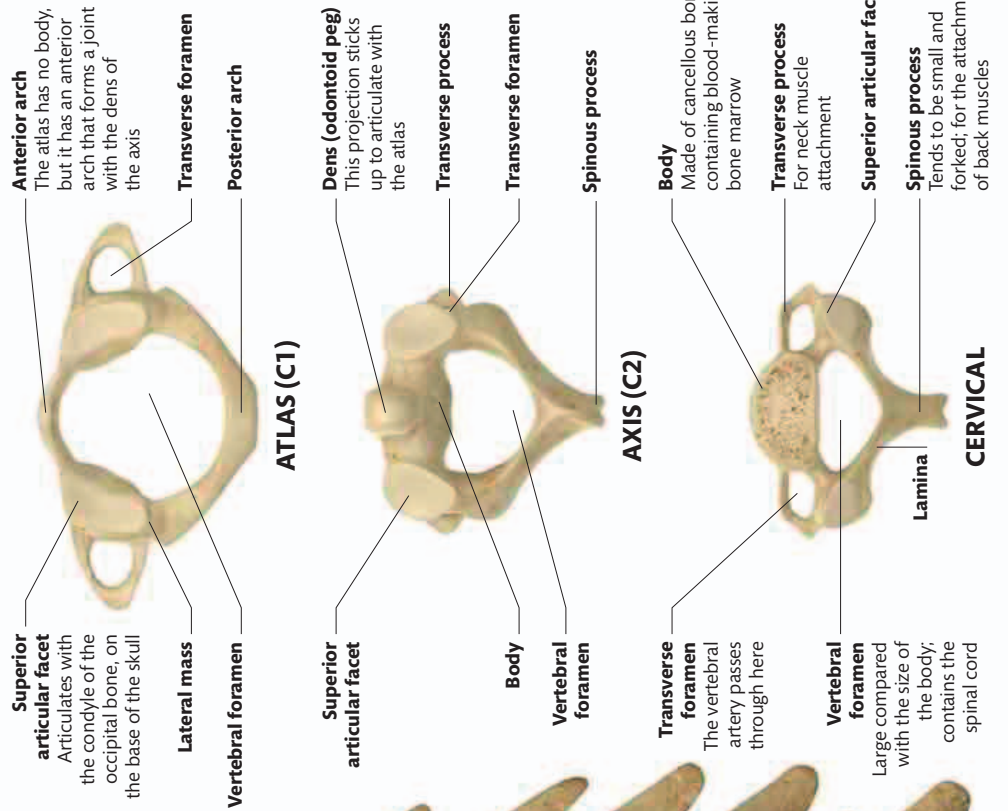 Superior
articular facet
Articulates with
the condyle of the
occipital bone, on
the base of the skull
Lateral mass
Vertebral foramen
Anterior arch
The atlas has no body,
but it has an anterior
arch that forms a joint
with the dens of
the axis
Transverse foramen
Posterior arch
ATLAS (C1)
Superior
articular facet
Body
Vertebral
foramen
Dens (odontoid peg)
This projection sticks
up to articulate with
the atlas
Transverse process
Transverse foramen
Spinous process
AXIS (C2)
Transverse
foramen
The vertebral
artery passes
through here
Vertebral
foramen
Large compared
with the size of
the body;
contains the
spinal cord
Body
Made of cancellous
containing
bone marrow
Transverse process
For neck muscle
attachment
Superior articular
Spinous process
Tends to be small and
forked; for the
of back muscles
Lamina
CERVICAL